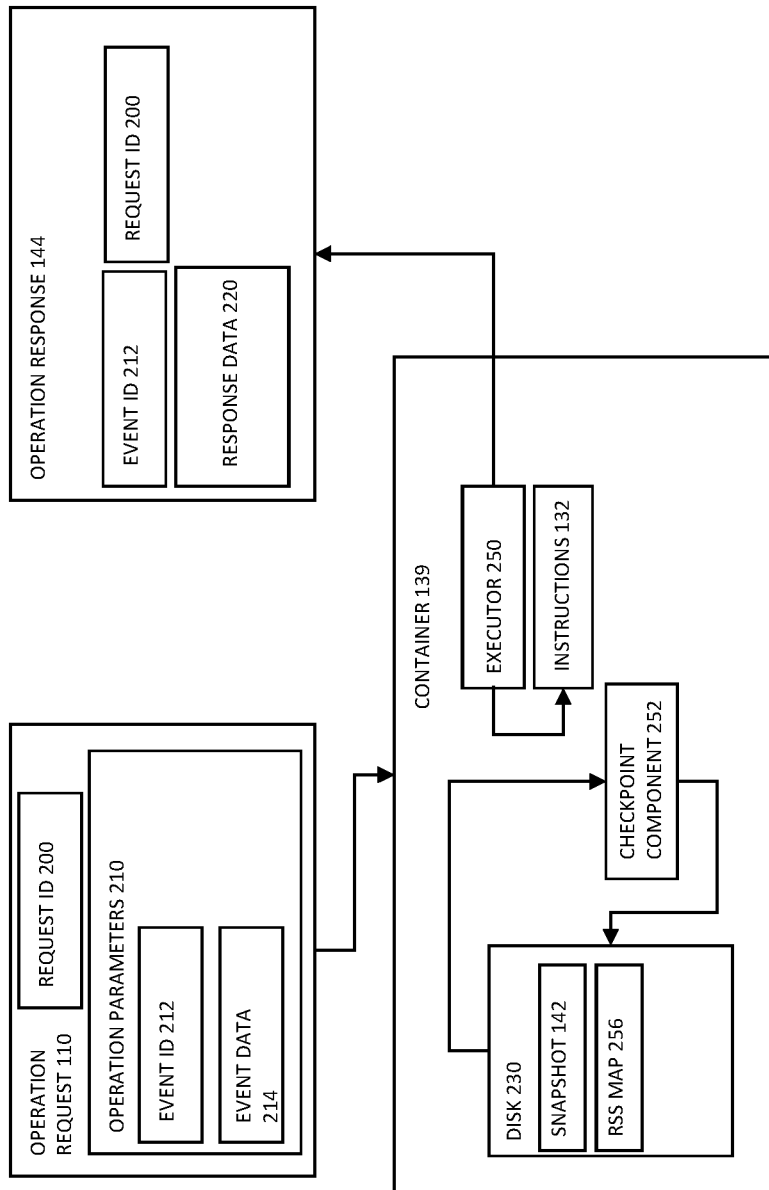 OPERATION
REQUEST 110
REQUEST ID 200
OPERATION PARAMETERS 210
EVENT ID 212
EVENT DATA
214
OPERATION RESPONSE 144
EVENT ID 212
REQUEST ID 200
RESPONSE DATA 220
CONTAINER 139
EXECUTOR 250
INSTRUCTIONS 132
CHECKPOINT
COMPONENT 252
DISK 230
SNAPSHOT 142
RSS MAP 256